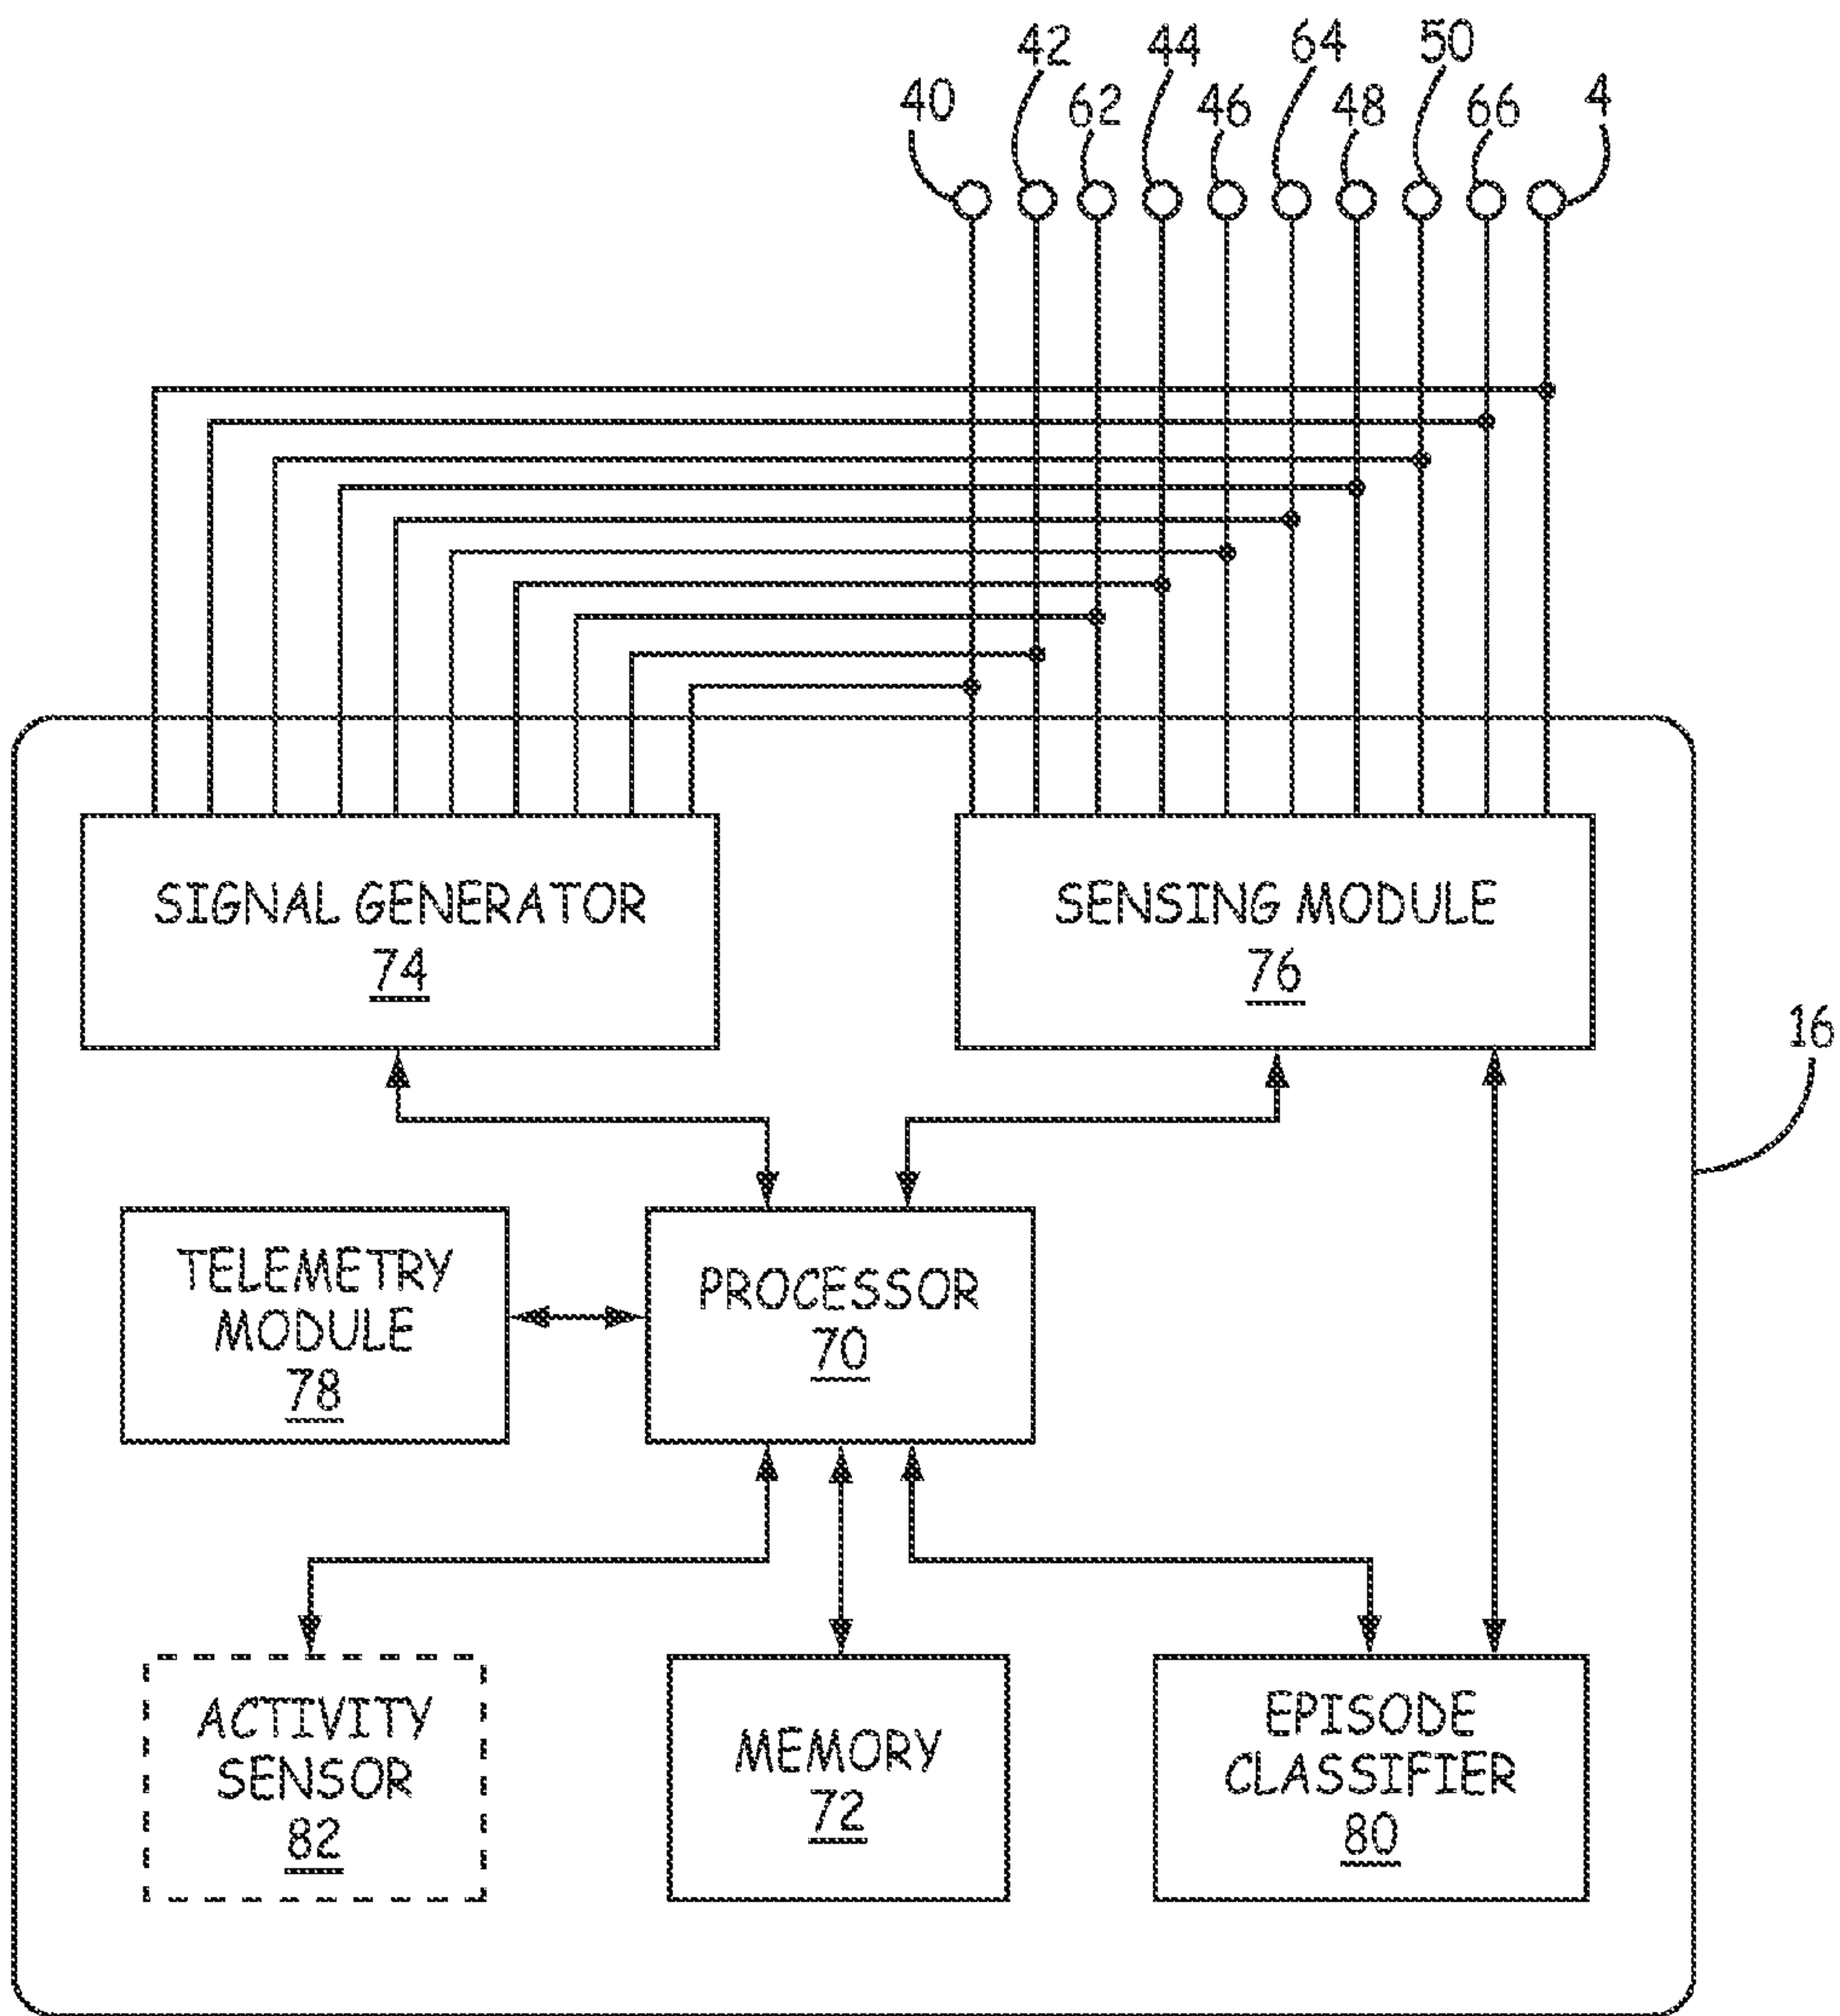 42 44 64 50
40 62 46 48 66 4
SIGNAL GENERATOR
74
SENSING MODULE
76
16
TELEMETRY
MODULE
78
PROCESSOR
70
ACTIVITY
SENSOR
82
MEMORY
72
EPISODE
CLASSIFIER
80